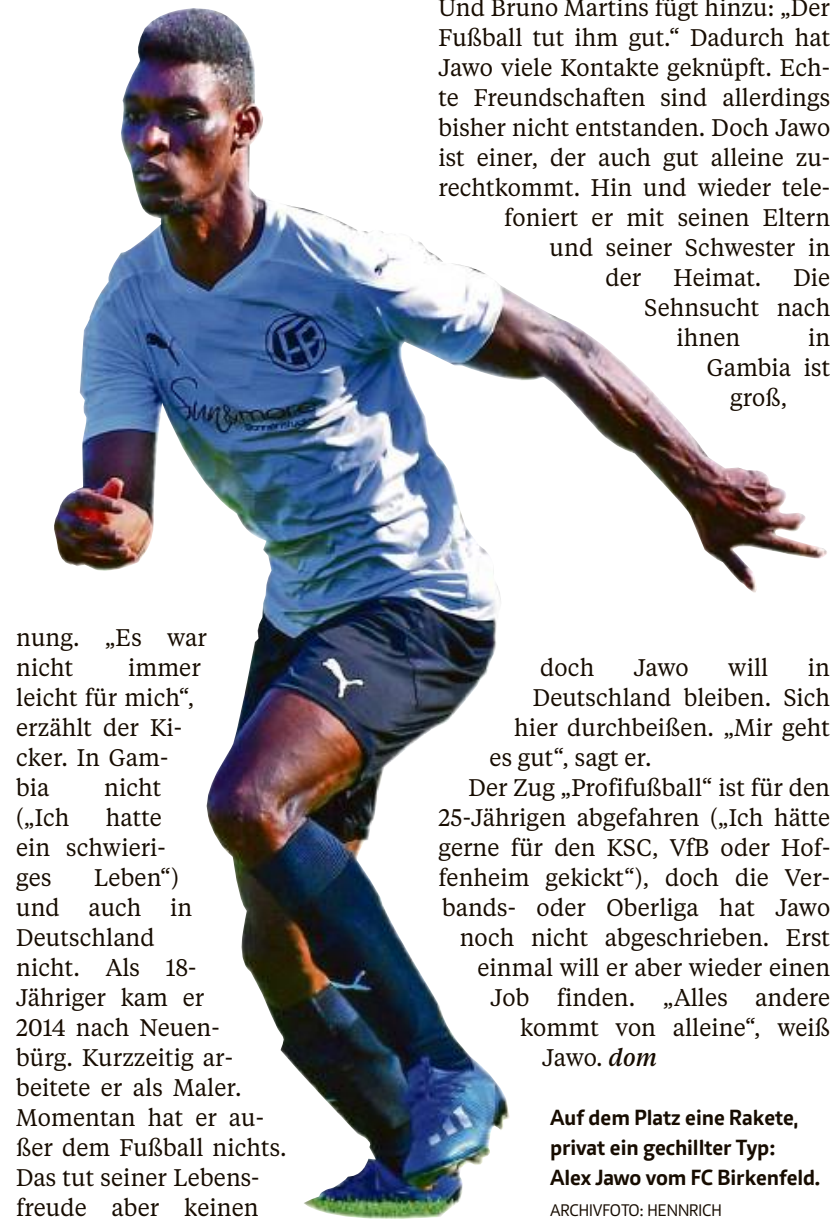 nung. „Es war
nicht immer
leicht für mich“,
erzählt der Ki-
cker. In Gam-
bia nicht
(„Ich hatte
ein schwieri-
ges Leben“)
und auch in
Deutschland
nicht. Als 18-
Jähriger kam er
2014 nach Neuen-
bürg. Kurzzeitig ar-
beitete er als Maler.
Momentan hat er au-
ßer dem Fußball nichts.
Das tut seiner Lebens-
freude aber keinen
Und Bruno Martins fügt hinzu: „Der
Fußball tut ihm gut.“ Dadurch hat
Jawo viele Kontakte geknüpft. Ech-
te Freundschaften sind allerdings
bisher nicht entstanden. Doch Jawo
ist einer, der auch gut alleine zu-
rechtkommt. Hin und wieder tele-
foniert er mit seinen Eltern
und seiner Schwester in
der Heimat. Die
Sehnsucht nach
ihnen in
Gambia ist
groß,
doch Jawo will in
Deutschland bleiben. Sich
hier durchbeißen. „Mir geht
es gut“, sagt er.
Der Zug „Profifußball“ ist für den
25-Jährigen abgefahren („Ich hätte
gerne für den KSC, VfB oder Hof-
fenheim gekickt“), doch die Ver-
bands- oder Oberliga hat Jawo
noch nicht abgeschrieben. Erst
einmal will er aber wieder einen
Job finden. „Alles andere
kommt von alleine“, weiß
Jawo. dom
Auf dem Platz eine Rakete,
privat ein gechillter Typ:
Alex Jawo vom FC Birkenfeld.
ARCHIVFOTO: HENNRICH
Sun&more